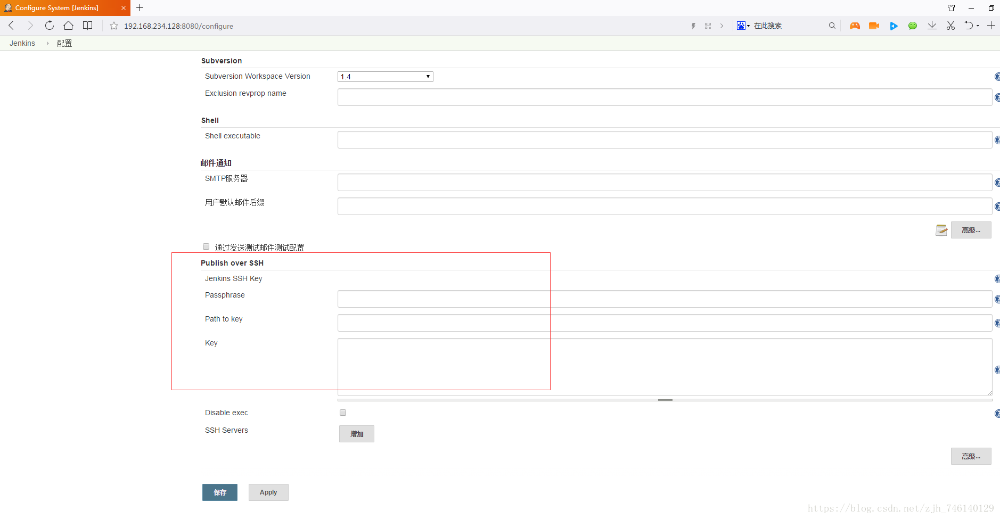 Configure System [Jenkins]
192.168.234.128:8080/configure
在此搜索
Jenkins
配置
Subversion
Subversion Workspace Version
1.4
Exclusion revprop name
Shell
Shell executable
邮件通知
SMTP服务器
用户默认邮件后缀
高级...
通过发送测试邮件测试配置
Publish over SSH
Jenkins SSH Key
Passphrase
Path to key
Key
Disable exec
SSH Servers
增加
高级...
保存
Apply
https://blog.csdn.net/zjh_746140129